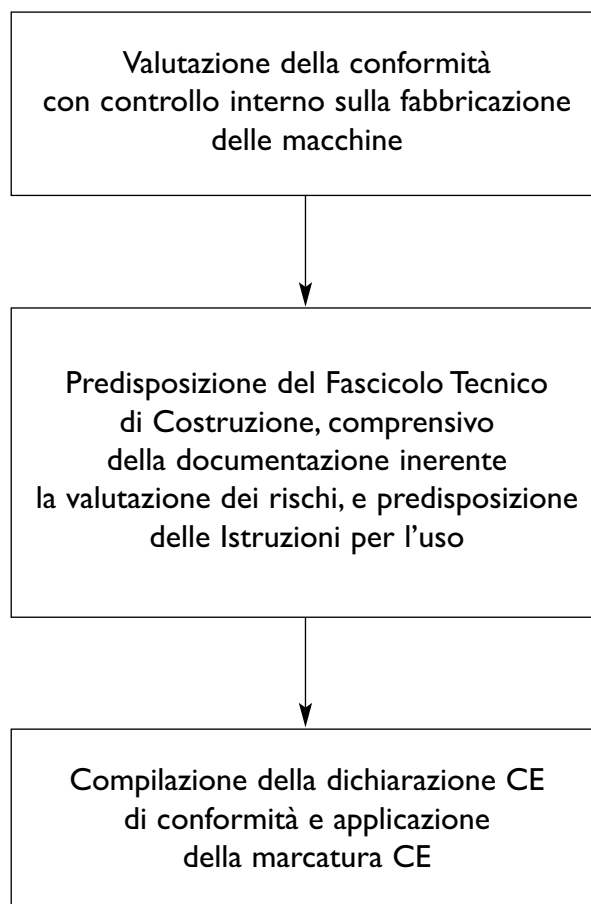 Valutazione della conformità
con controllo interno sulla fabbricazione
delle macchine
Predisposizione del Fascicolo Tecnico
di Costruzione, comprensivo
della documentazione inerente
la valutazione dei rischi, e predisposizione
delle Istruzioni per l’uso
Compilazione della dichiarazione CE
di conformità e applicazione
della marcatura CE